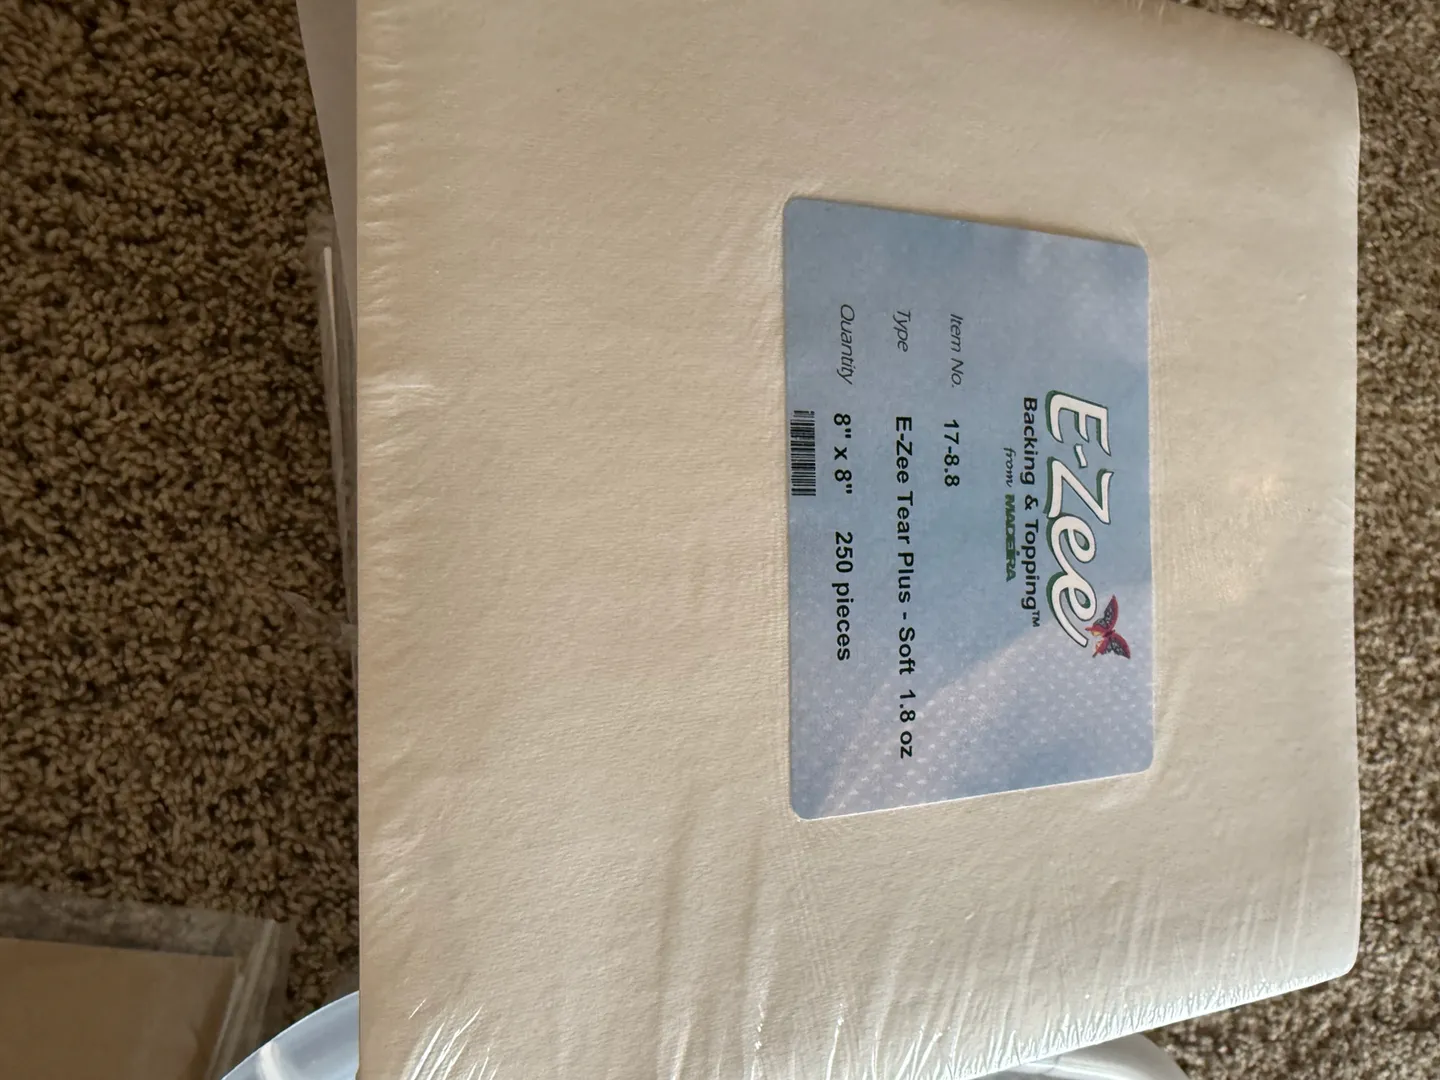 E-Zee
Backing & Topping™
from MADEIRA
Item No. 17-8.8
Type E-Zee Tear Plus - Soft 1.8 oz
Quantity 8" x 8" 250 pieces